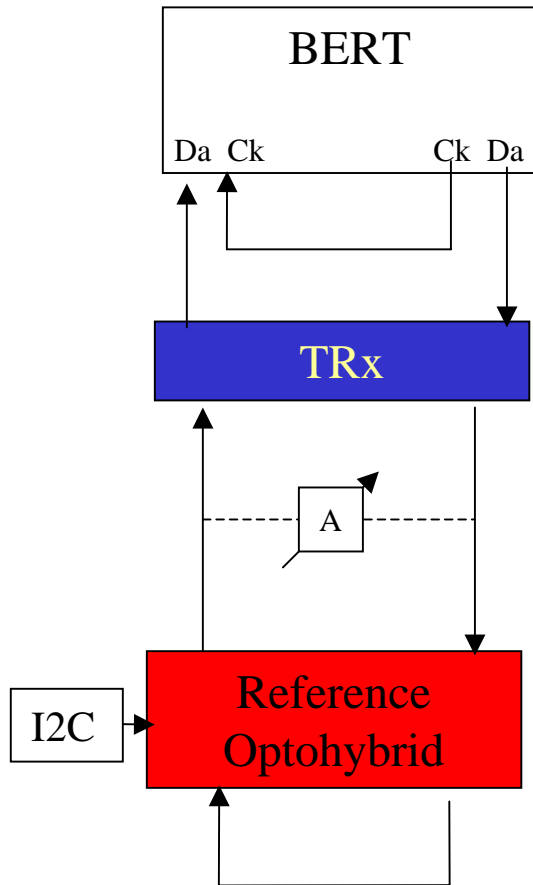 BERT
Da Ck Ck Da
TRx
A
I2C
Reference
Optohybrid